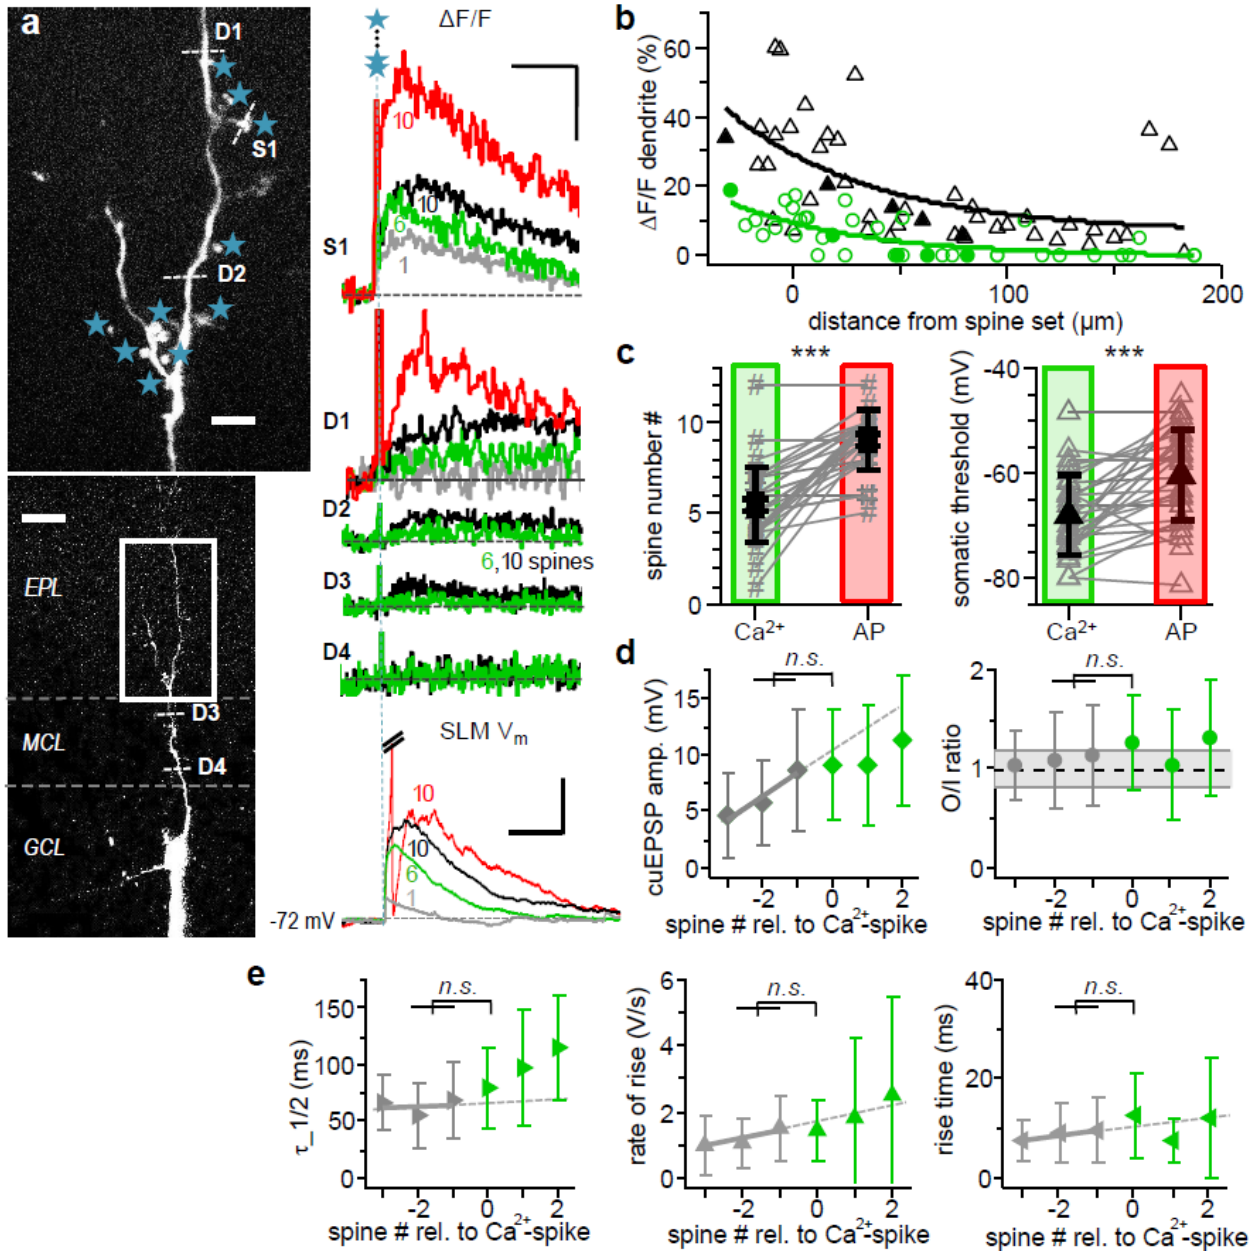 a
D1
S1
D2
EPL
MCL
GCL
D3
D4
ΔF/F
S1
10
10
6
1
D1
D2
6,10 spines
D3
D4
SLM Vm
10
10
6
1
-72 mV
b
ΔF/F dendrite (%)
60
40
20
0
0
100
200
distance from spine set (µm)
c
***
spine number #
10
5
0
Ca²⁺
AP
***
somatic threshold (mV)
-40
-60
-80
Ca²⁺
AP
d
n.s.
cuEPSP amp. (mV)
15
10
5
0
-2
0
2
spine # rel. to Ca²⁺-spike
n.s.
O/I ratio
2
1
0
-2
0
2
spine # rel. to Ca²⁺-spike
e
n.s.
τ_1/2 (ms)
150
100
50
0
-2
0
2
spine # rel. to Ca²⁺-spike
n.s.
rate of rise (V/s)
6
4
2
0
-2
0
2
spine # rel. to Ca²⁺-spike
n.s.
rise time (ms)
40
20
0
-2
0
2
spine # rel. to Ca²⁺-spike